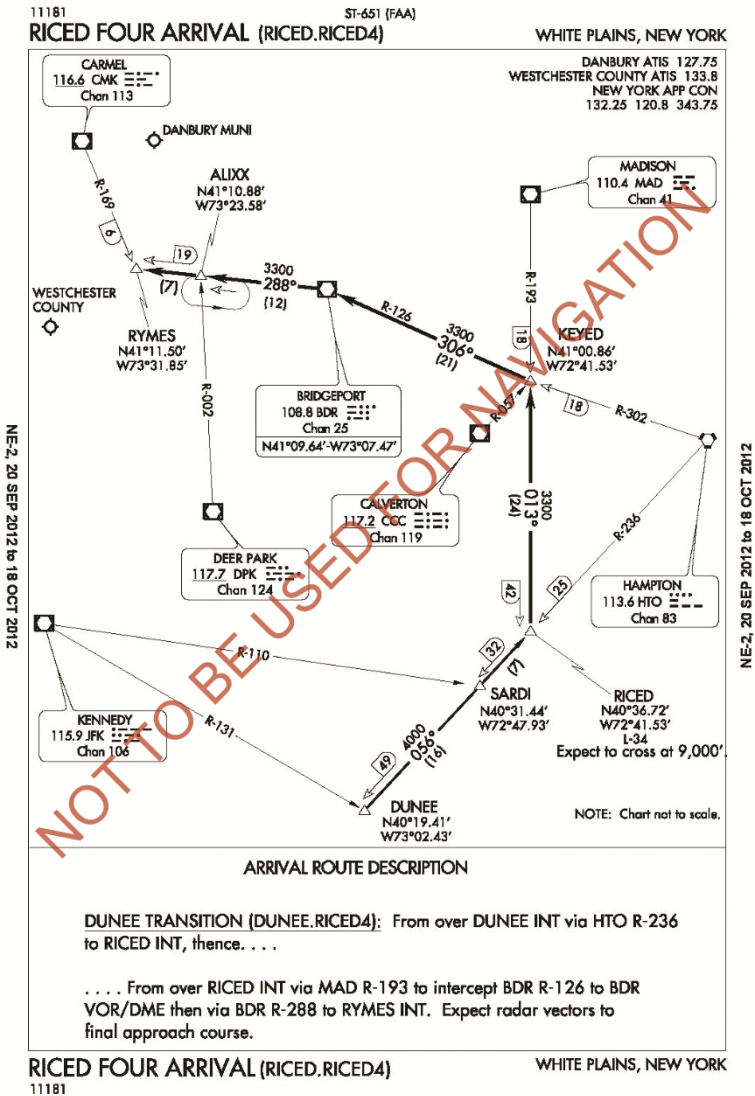 11181
ST-651 (FAA)
RICED FOUR ARRIVAL (RICED.RICED4)
WHITE PLAINS, NEW YORK
DANBURY ATIS 127.75
WESTCHESTER COUNTY ATIS 133.8
NEW YORK APP CON
132.25 120.8 343.75
CARMEL
116.6 CMK
Chan 113
DANBURY MUNI
ALIXX
N41°10.88'
W73°23.58'
MADISON
110.4 MAD
Chan 41
R-169
6
19
(7)
3300
288°
(12)
R-126
3300
306°
(21)
R-193
18
KEYED
N41°00.86'
W72°41.53'
WESTCHESTER
COUNTY
RYMES
N41°11.50'
W73°31.85'
R-002
BRIDGEPORT
108.8 BDR
Chan 25
N41°09.64'-W73°07.47'
R-057
18
R-302
CALVERTON
117.2 CCC
Chan 119
3300
013°
(24)
R-236
DEER PARK
117.7 DPK
Chan 124
HAMPTON
113.6 HTO
Chan 83
42
25
R-110
32
(7)
KENNEDY
115.9 JFK
Chan 106
R-131
SARDI
N40°31.44'
W72°47.93'
RICED
N40°36.72'
W72°41.53'
L-34
Expect to cross at 9,000'.
4000
056°
(16)
49
DUNEE
N40°19.41'
W73°02.43'
NOTE: Chart not to scale.
NOT TO BE USED FOR NAVIGATION
NE-2, 20 SEP 2012 to 18 OCT 2012
NE-2, 20 SEP 2012 to 18 OCT 2012
ARRIVAL ROUTE DESCRIPTION
DUNEE TRANSITION (DUNEE.RICED4): From over DUNEE INT via HTO R-236
to RICED INT, thence. . . .
. . . . From over RICED INT via MAD R-193 to intercept BDR R-126 to BDR
VOR/DME then via BDR R-288 to RYMES INT. Expect radar vectors to
final approach course.
RICED FOUR ARRIVAL (RICED.RICED4)
WHITE PLAINS, NEW YORK
11181